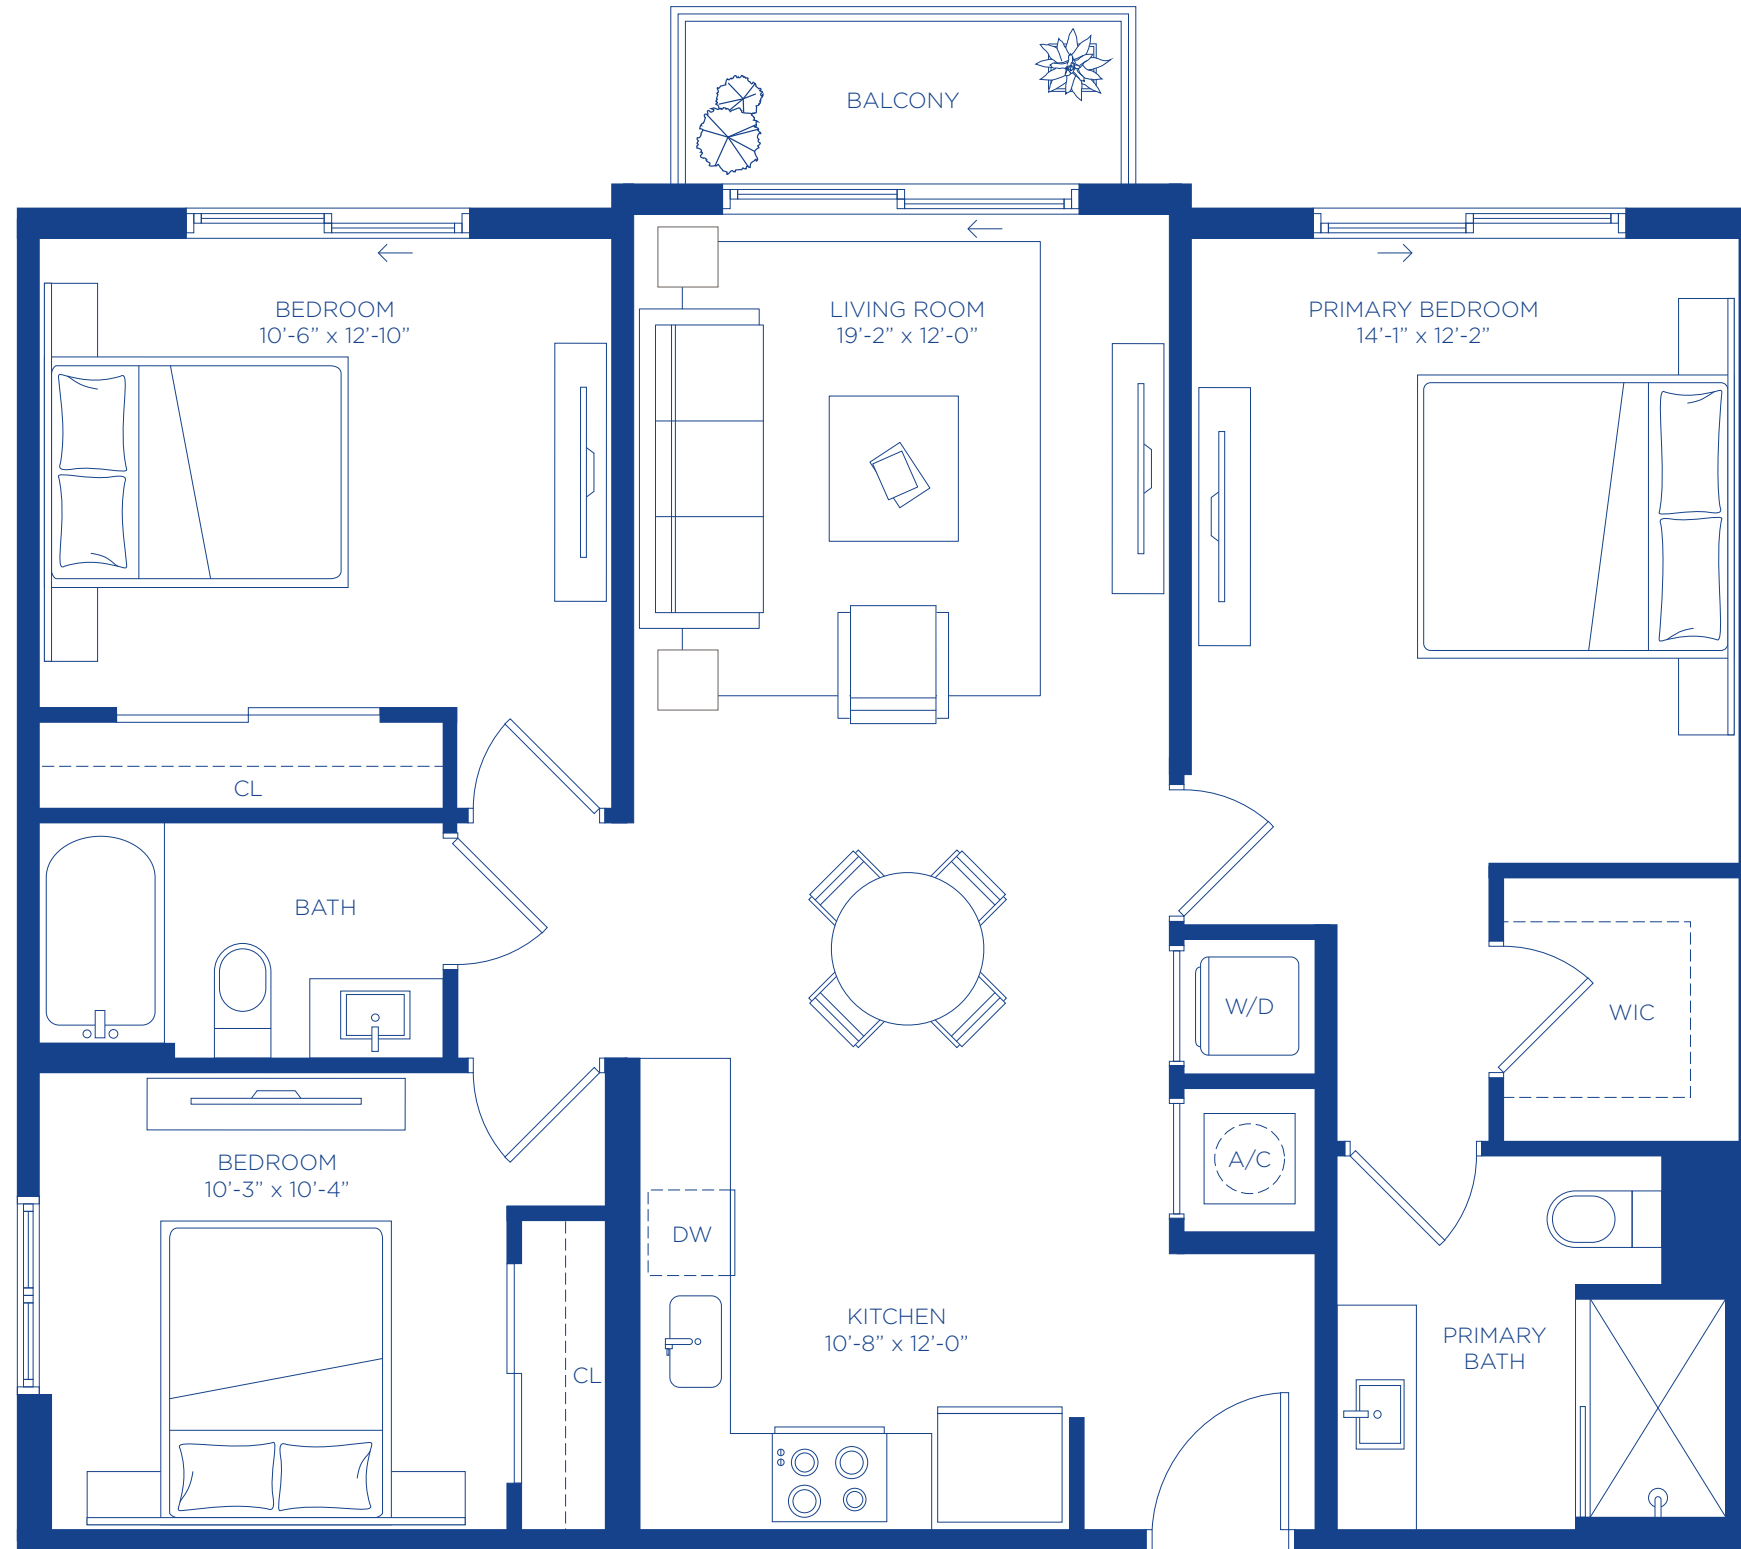 BALCONY
BEDROOM
10’-6” x 12’-10”
LIVING ROOM
19’-2” x 12’-0”
PRIMARY BEDROOM
14’-1” x 12’-2”
CL
BATH
W/D
WIC
A/C
BEDROOM
10’-3” x 10’-4”
DW
KITCHEN
10’-8” x 12’-0”
CL
PRIMARY
BATH